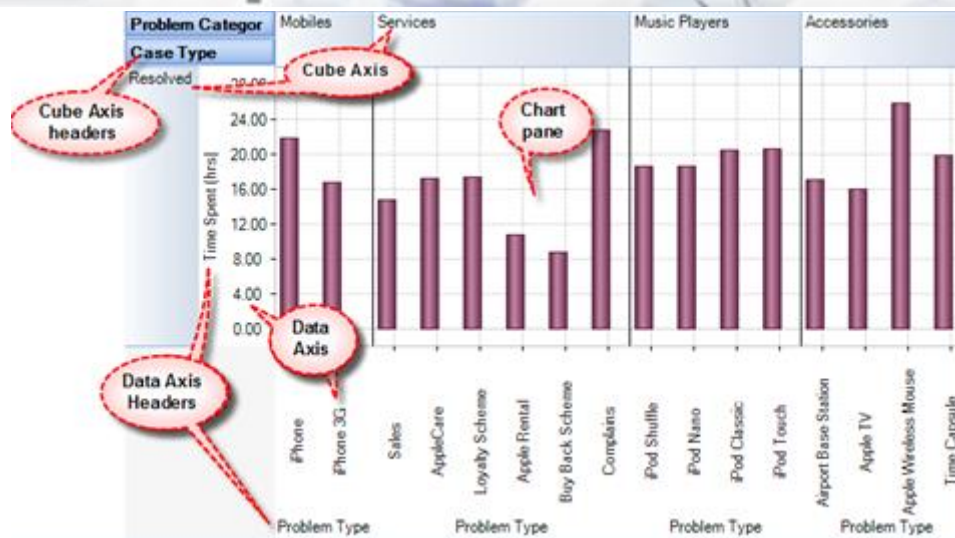 Problem Categor
Mobiles
Services
Music Players
Accessories
Case Type
Resolved
Cube Axis
Cube Axis
headers
Chart
pane
28.00
24.00
20.00
16.00
12.00
8.00
4.00
0.00
Time Spent (hrs)
Data
Axis
Data Axis
Headers
iPhone
iPhone 3G
Sales
AppleCare
Loyalty Scheme
Apple Rental
Buy Back Scheme
Complains
iPod Shuffle
iPod Nano
iPod Classic
iPod Touch
Airport Base Station
Apple TV
Apple Wireless Mouse
Time Capsule
Problem Type
Problem Type
Problem Type
Problem Type